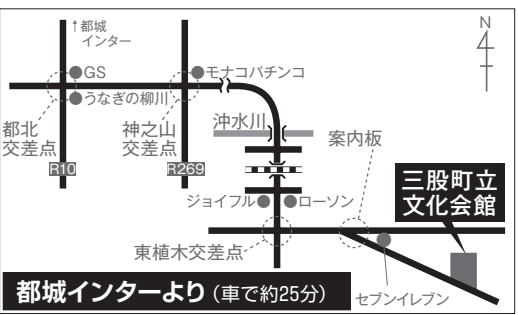 ↑都城
インター
N
GS
モナコパチンコ
うなぎの柳川
都北
交差点
神之山
交差点
沖水川
案内板
R10
R269
三股町立
文化会館
ジョイフル
ローソン
東植木交差点
都城インターより（車で約25分）
セブンイレブン